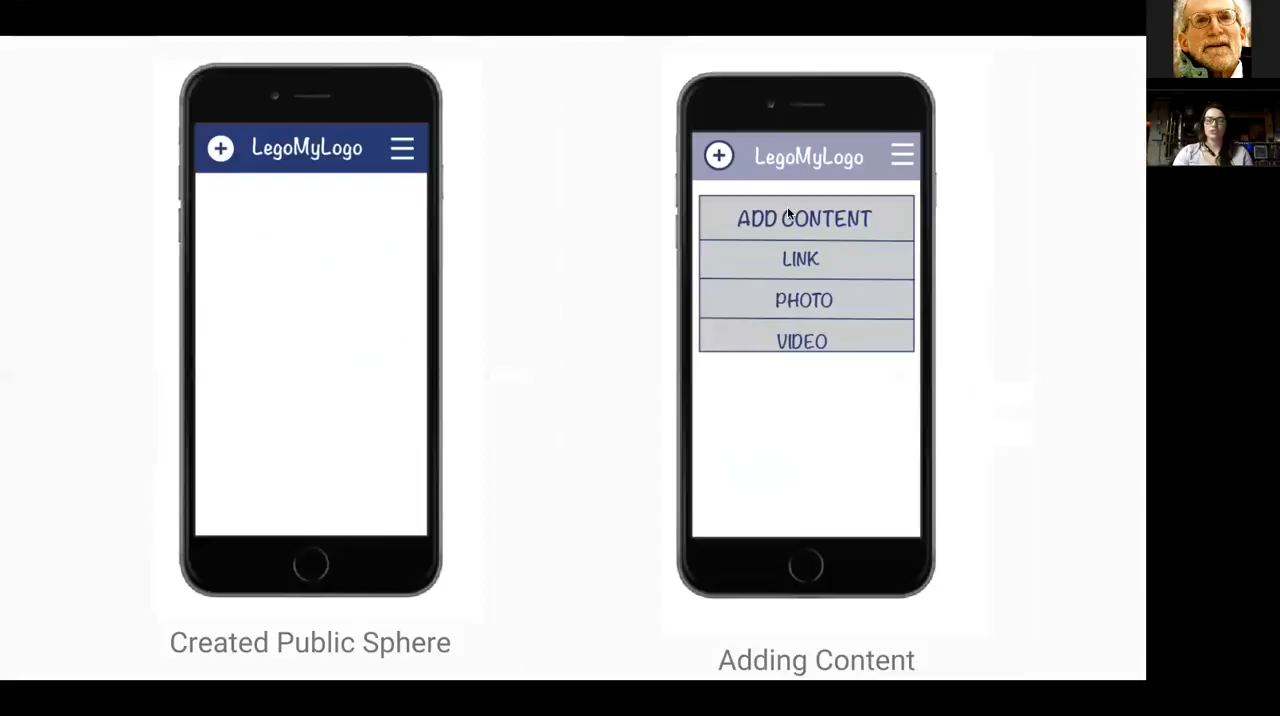 LegoMyLogo
Created Public Sphere
LegoMyLogo
ADD CONTENT
LINK
PHOTO
VIDEO
Adding Content